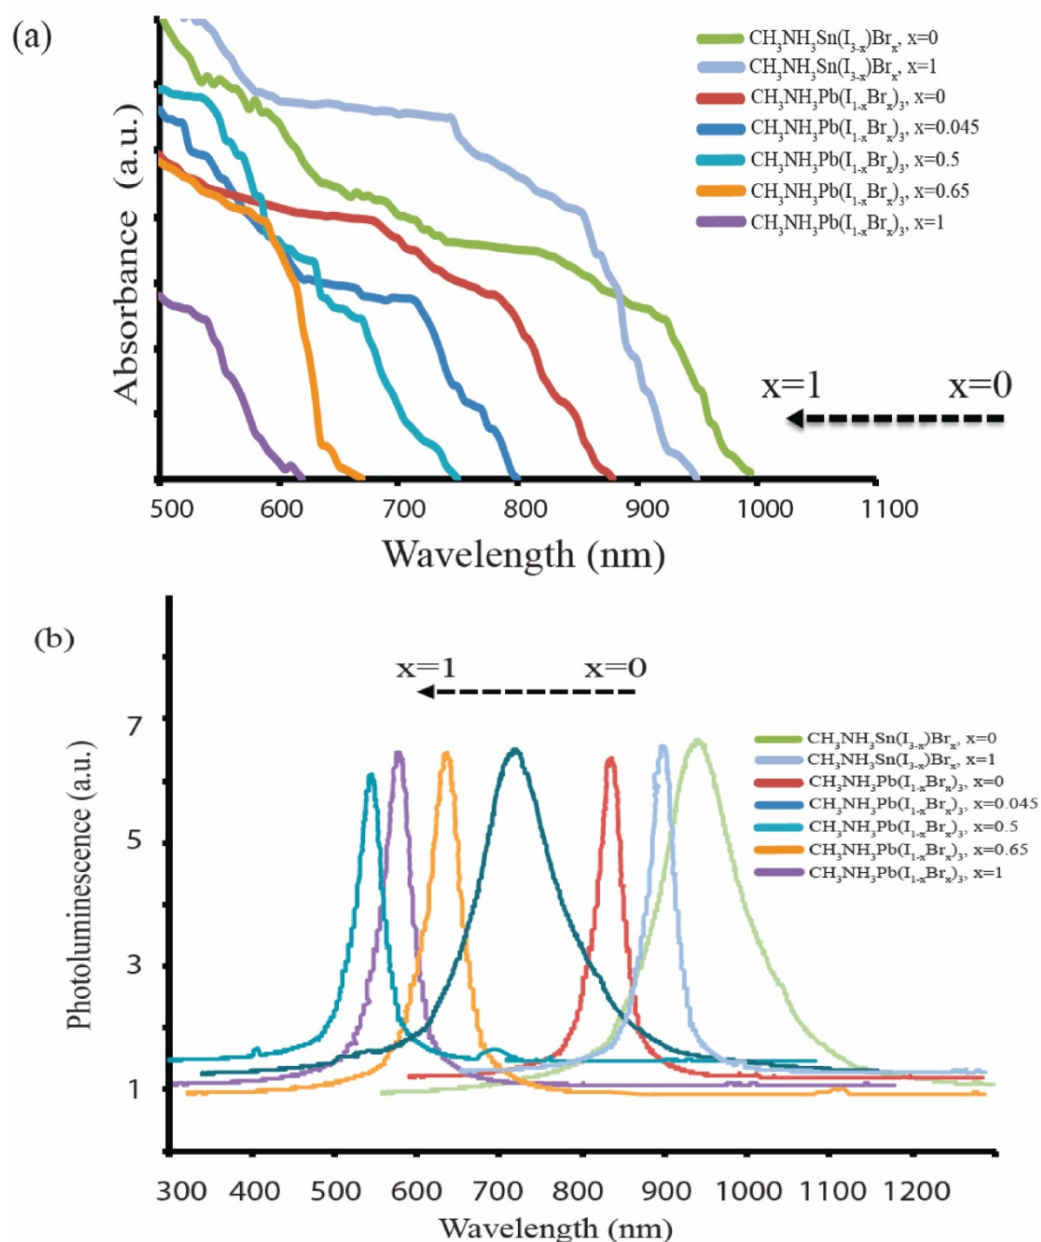 (a)
CH₃NH₃Sn(I₃₋ₓ)Brₓ, x=0
CH₃NH₃Sn(I₃₋ₓ)Brₓ, x=1
CH₃NH₃Pb(I₁₋ₓBrₓ)₃, x=0
CH₃NH₃Pb(I₁₋ₓBrₓ)₃, x=0.045
CH₃NH₃Pb(I₁₋ₓBrₓ)₃, x=0.5
CH₃NH₃Pb(I₁₋ₓBrₓ)₃, x=0.65
CH₃NH₃Pb(I₁₋ₓBrₓ)₃, x=1
Absorbance (a.u.)
x=1 x=0
500 600 700 800 900 1000 1100
Wavelength (nm)
(b)
x=1 x=0
7
5
3
1
Photoluminescence (a.u.)
CH₃NH₃Sn(I₃₋ₓ)Brₓ, x=0
CH₃NH₃Sn(I₃₋ₓ)Brₓ, x=1
CH₃NH₃Pb(I₁₋ₓBrₓ)₃, x=0
CH₃NH₃Pb(I₁₋ₓBrₓ)₃, x=0.045
CH₃NH₃Pb(I₁₋ₓBrₓ)₃, x=0.5
CH₃NH₃Pb(I₁₋ₓBrₓ)₃, x=0.65
CH₃NH₃Pb(I₁₋ₓBrₓ)₃, x=1
300 400 500 600 700 800 900 1000 1100 1200
Wavelength (nm)